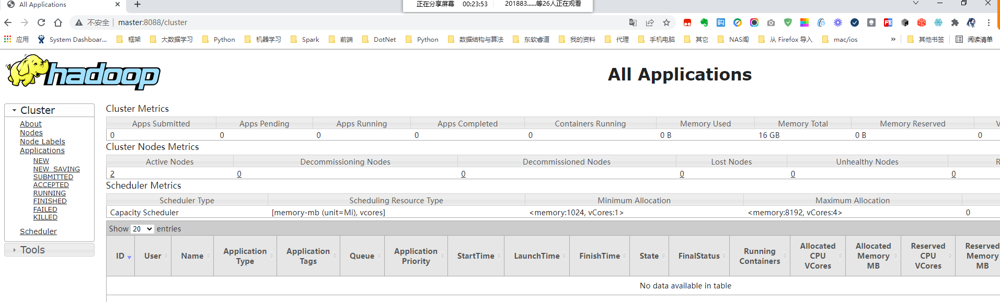 All Applications
正在分享屏幕 00:23:53 201883......等26人正在观看
不安全 master:8088/cluster
应用 System Dashboar... 框架 大数据学习 Python 机器学习 Spark 前端 DotNet Python 数据结构与算法 东软睿道 我的资料 代理 手机电脑 其它 NAS阁 从 Firefox 导入 mac/ios » 其他书签 阅读清单
hadoop
All Applications
Cluster
About
Nodes
Node Labels
Applications
NEW
NEW_SAVING
SUBMITTED
ACCEPTED
RUNNING
FINISHED
FAILED
KILLED
Scheduler
Tools
Cluster Metrics
Apps Submitted Apps Pending Apps Running Apps Completed Containers Running Memory Used Memory Total Memory Reserved V
0 0 0 0 0 0 B 16 GB 0 B 0
Cluster Nodes Metrics
Active Nodes Decommissioning Nodes Decommissioned Nodes Lost Nodes Unhealthy Nodes R
2 0 0 0 0 0
Scheduler Metrics
Scheduler Type Scheduling Resource Type Minimum Allocation Maximum Allocation
Capacity Scheduler [memory-mb (unit=Mi), vcores] <memory:1024, vCores:1> <memory:8192, vCores:4> 0
Show 20 entries
ID User Name Application Type Application Tags Queue Application Priority StartTime LaunchTime FinishTime State FinalStatus Running Containers Allocated CPU VCores Allocated Memory MB Reserved CPU VCores Reserved Memory MB
No data available in table